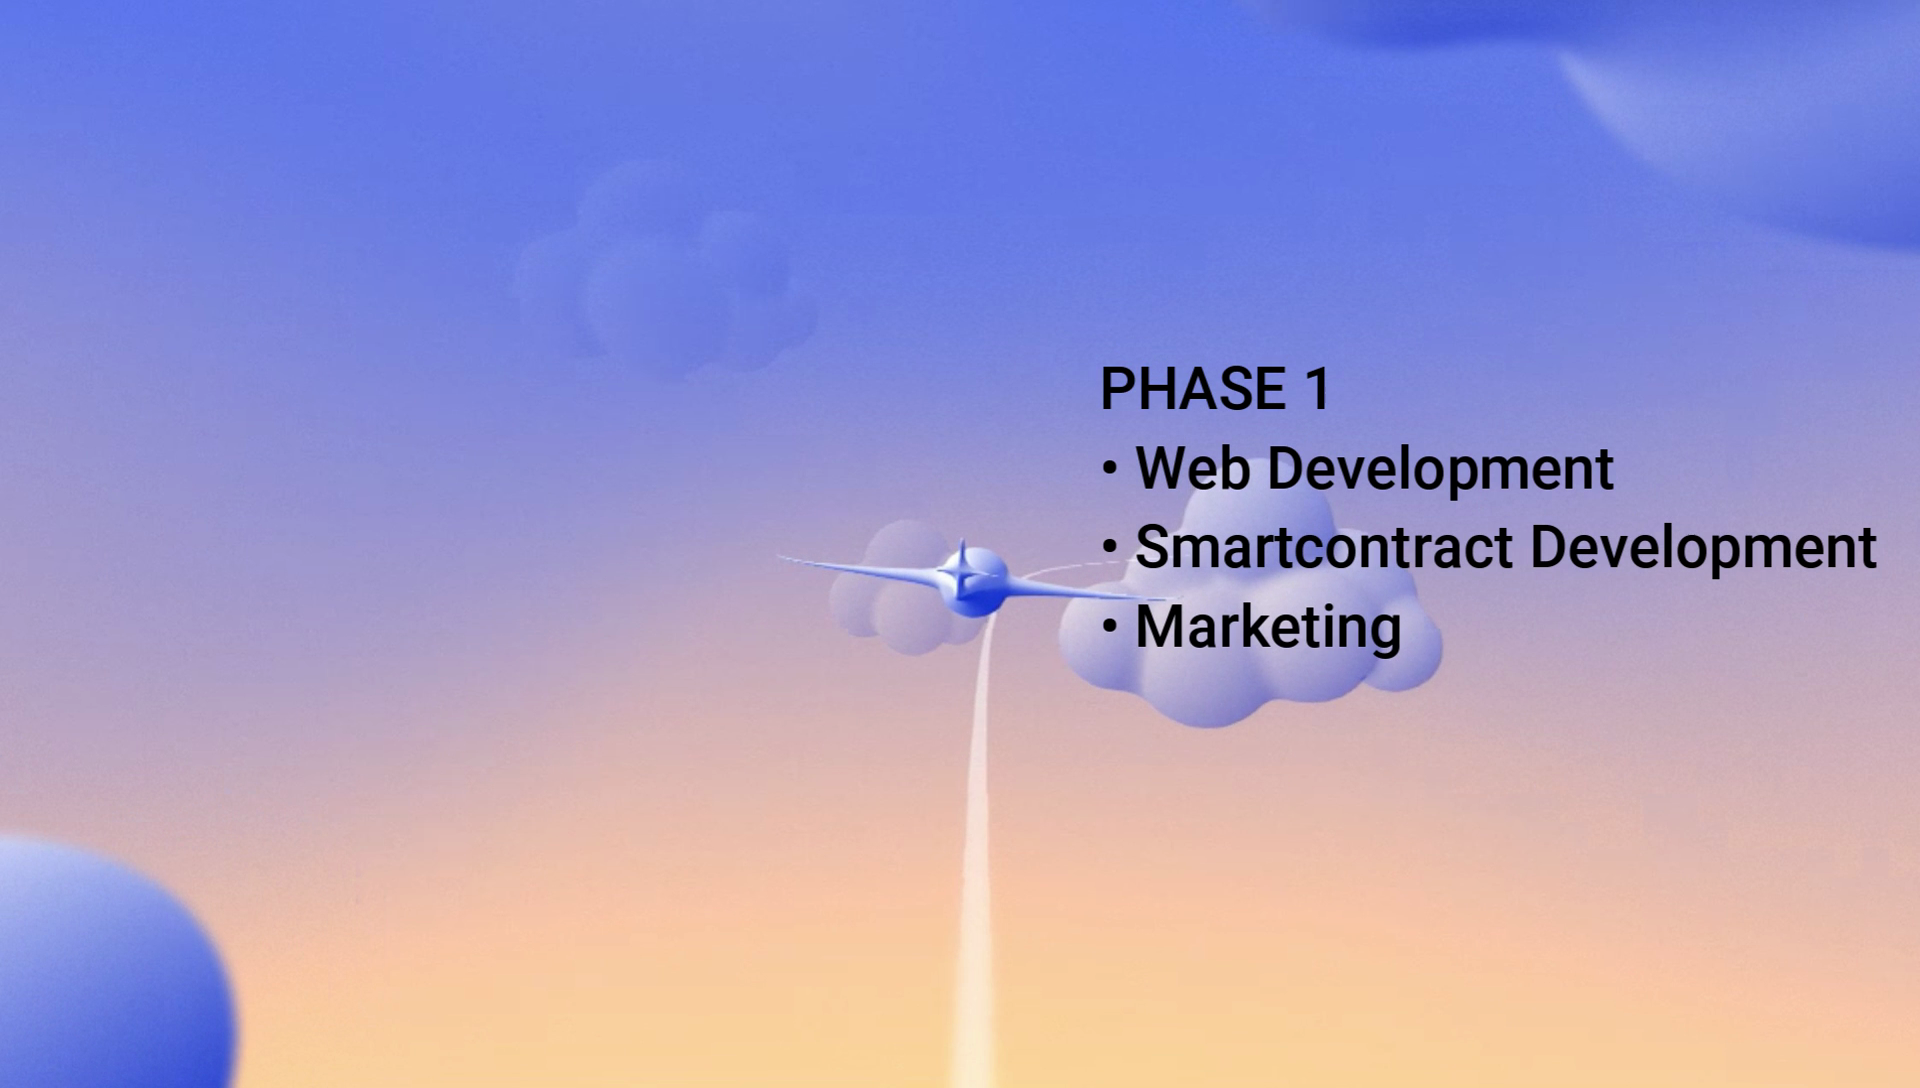 PHASE 1
• Web Development
• Smartcontract Development
• Marketing